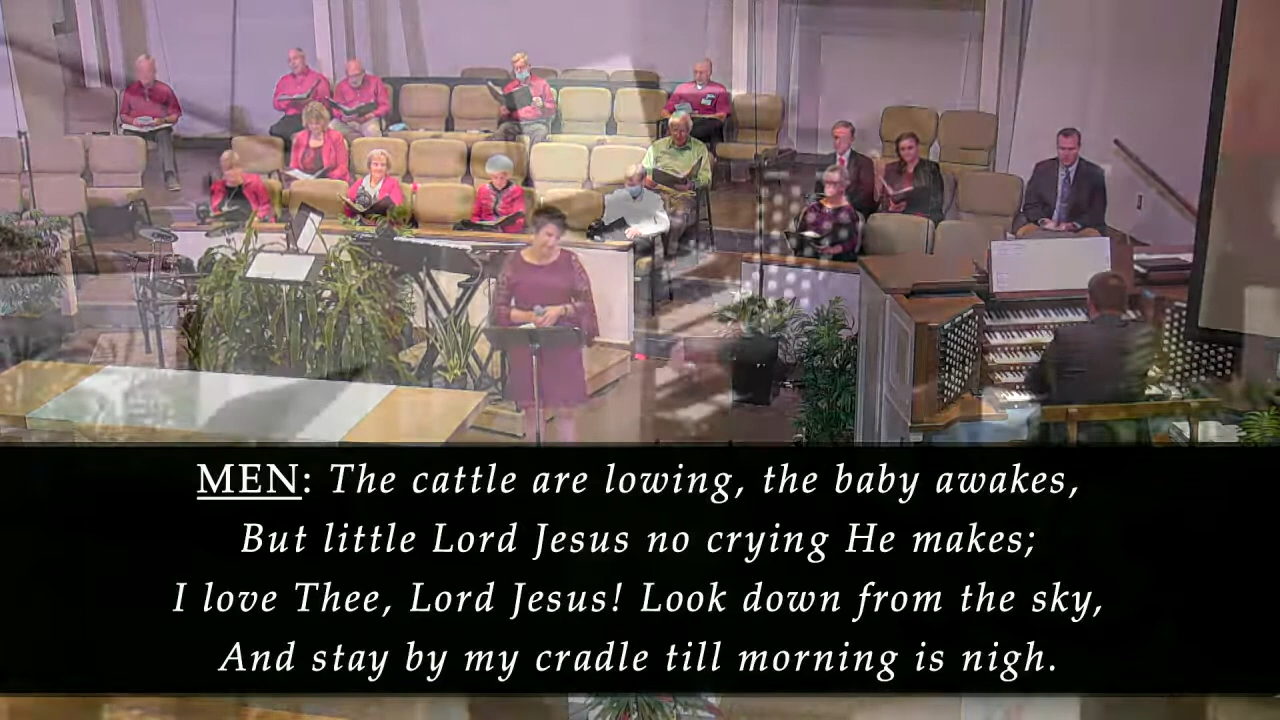 MEN: The cattle are lowing, the baby awakes,
But little Lord Jesus no crying He makes;
I love Thee, Lord Jesus! Look down from the sky,
And stay by my cradle till morning is nigh.